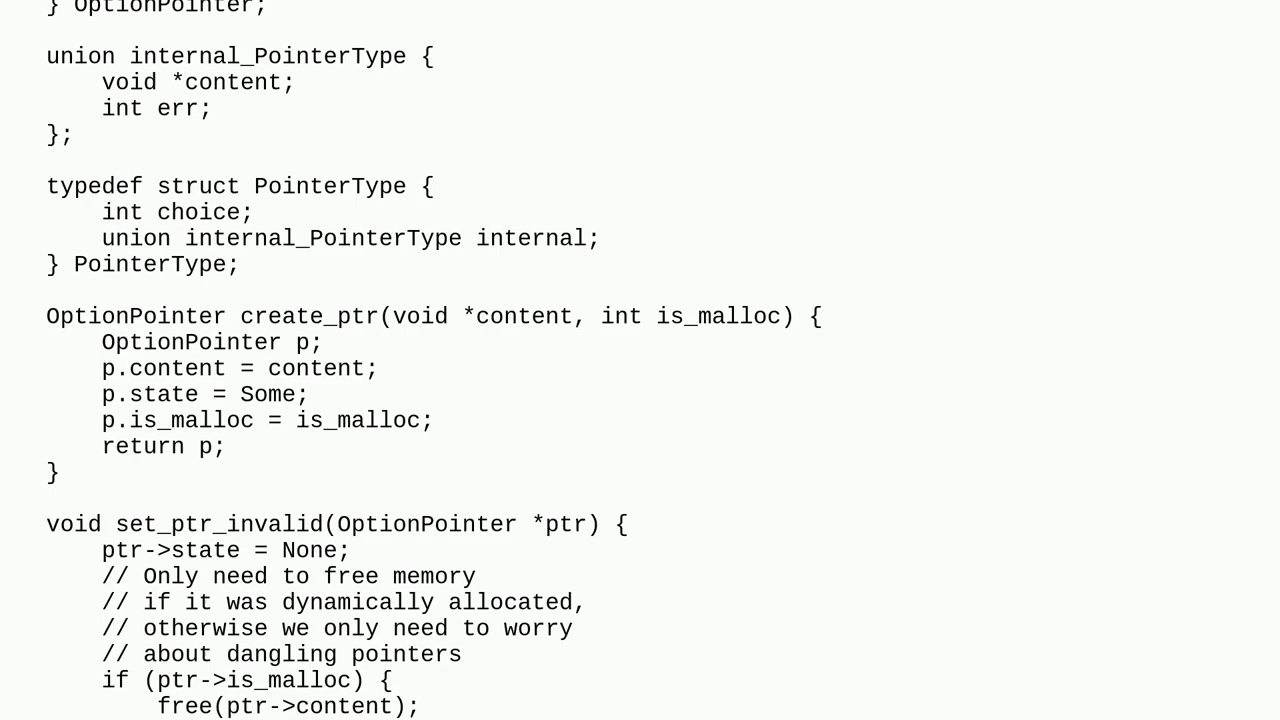 } OptionPointer;
union internal_PointerType {
    void *content;
    int err;
};
typedef struct PointerType {
    int choice;
    union internal_PointerType internal;
} PointerType;
OptionPointer create_ptr(void *content, int is_malloc) {
    OptionPointer p;
    p.content = content;
    p.state = Some;
    p.is_malloc = is_malloc;
    return p;
}
void set_ptr_invalid(OptionPointer *ptr) {
    ptr->state = None;
    // Only need to free memory
    // if it was dynamically allocated,
    // otherwise we only need to worry
    // about dangling pointers
    if (ptr->is_malloc) {
        free(ptr->content);